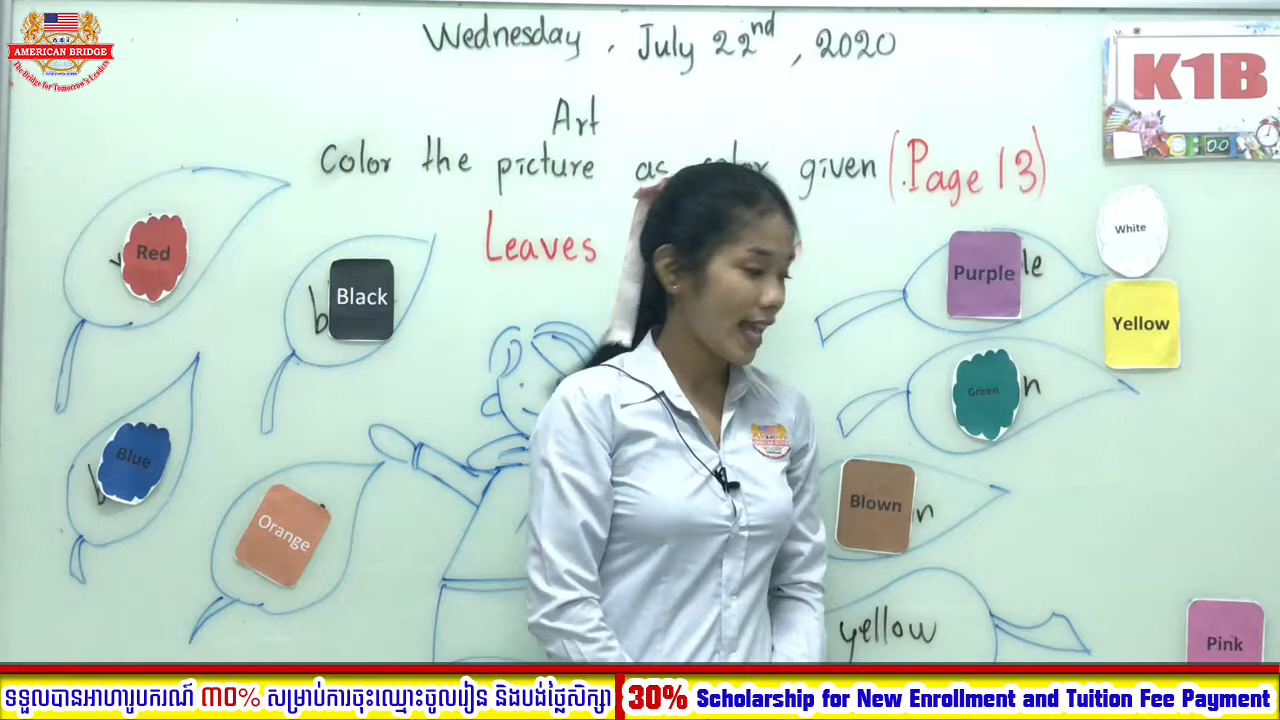 AMERICAN BRIDGE
The Bridge for Tomorrow's Leaders
Wednesday, July 22nd, 2020
K1B
Art
Color the picture as color given (Page 13)
Leaves
Red
Black
Blue
Orange
Purple
le
White
Yellow
Green
n
Blown
n
yellow
Pink
ទទួលបានអាហារូបករណ៍ ៣០% សម្រាប់ការចុះឈ្មោះចូលរៀន និងបង់ថ្លៃសិក្សា
30% Scholarship for New Enrollment and Tuition Fee Payment